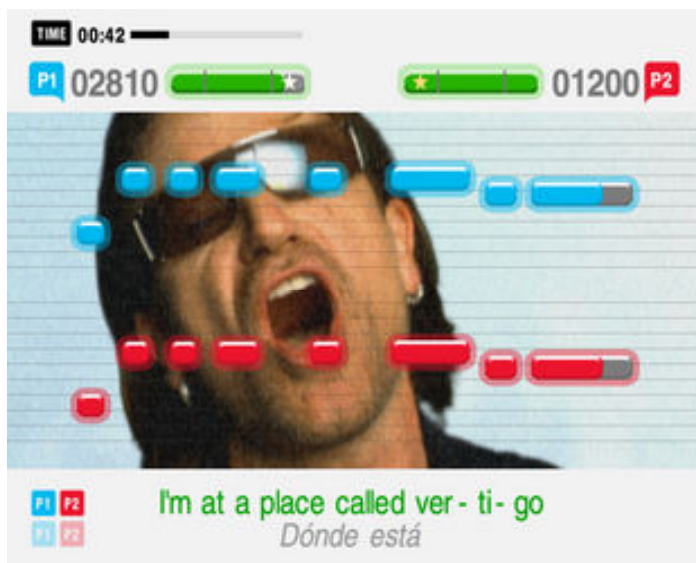 TIME 00:42
P1 02810 01200 P2
P1 P2 I'm at a place called ver - ti - go
P1 P2 Dónde está